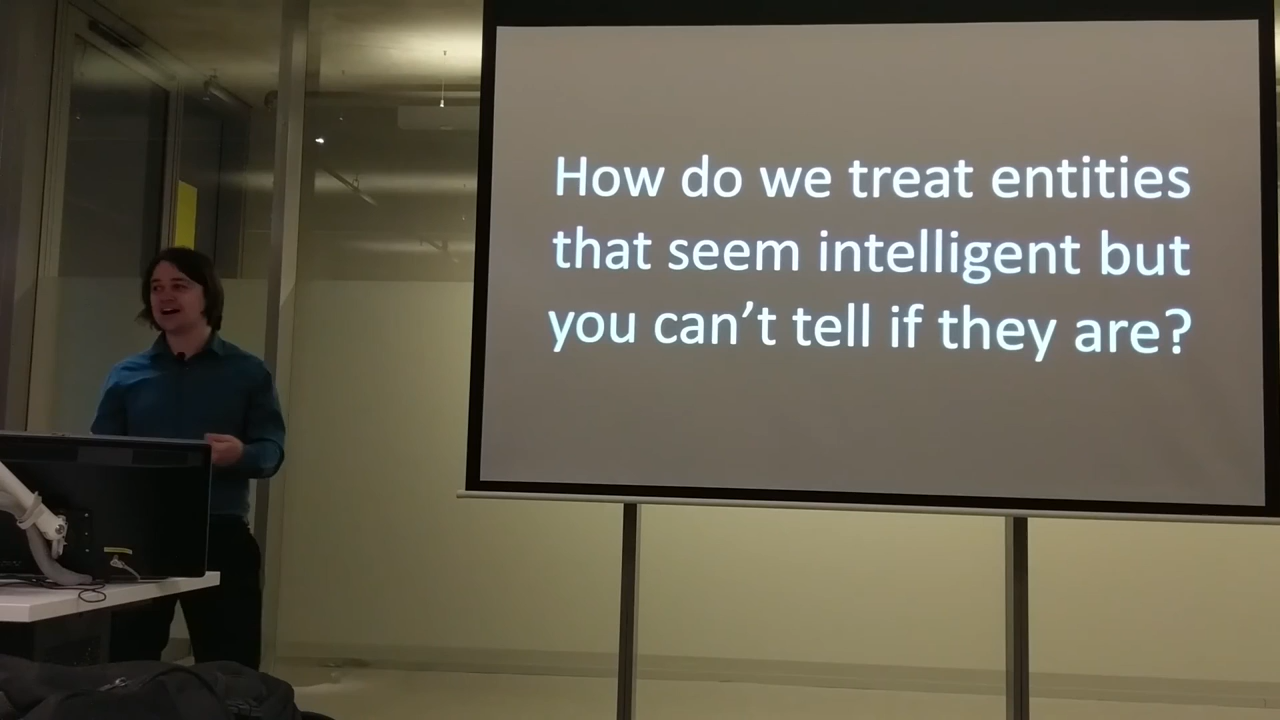 How do we treat entities
that seem intelligent but
you can't tell if they are?